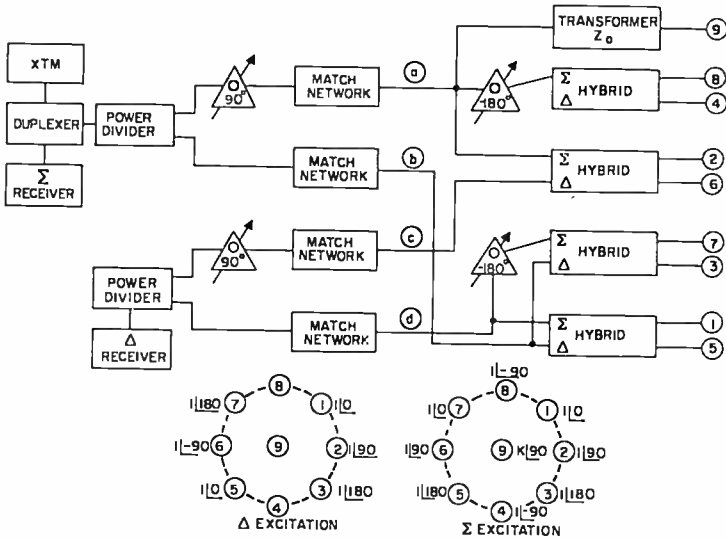 XTM
DUPLEXER
Σ
RECEIVER
POWER
DIVIDER
90°
MATCH
NETWORK
a
MATCH
NETWORK
b
90°
MATCH
NETWORK
c
POWER
DIVIDER
Δ
RECEIVER
MATCH
NETWORK
d
TRANSFORMER
Zo
9
-180°
Σ
Δ
HYBRID
8
4
Σ
Δ
HYBRID
2
6
-180°
Σ
Δ
HYBRID
7
3
Σ
Δ
HYBRID
1
5
8
1|180 7
1 1|0
1|-90 6
9
2 1|90
1|0 5
3 1|180
4
Δ EXCITATION
1|-90
8
1|0 7
1 1|0
1|90 6
9 K|90
2 1|90
1|180 5
3 1|180
4 1|-90
Σ EXCITATION